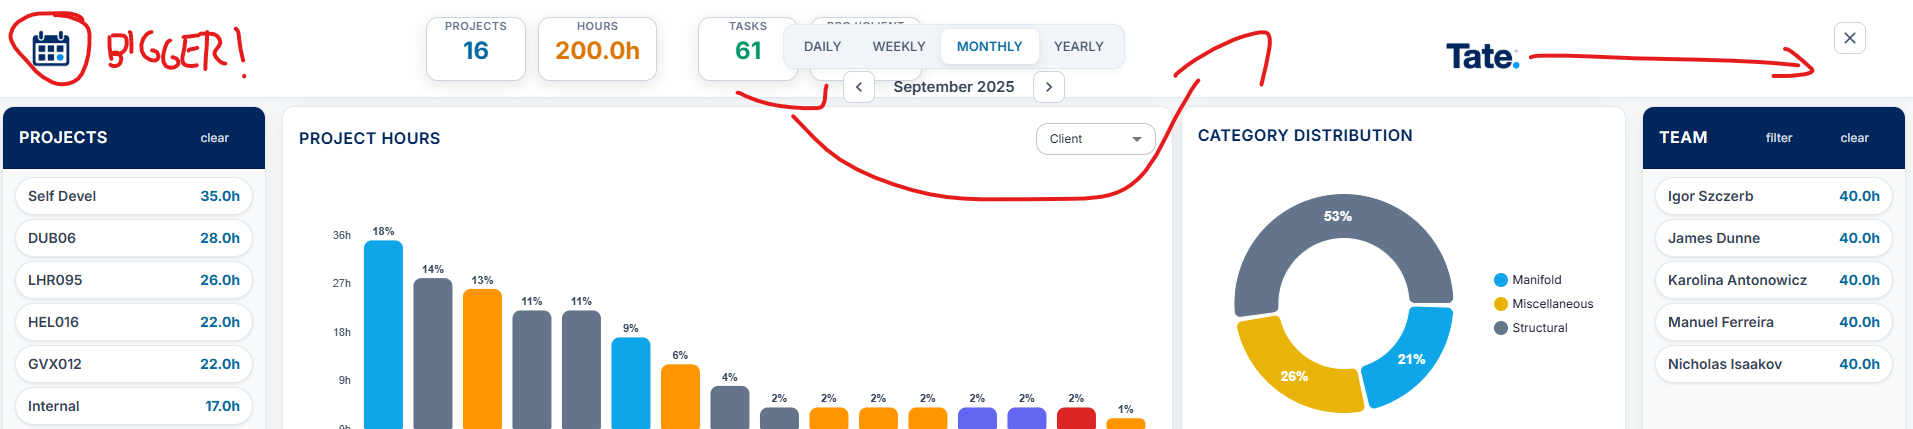 BIGGER!
PROJECTS
16
HOURS
200.0h
TASKS
61
PROJ/CLIENT
DAILY WEEKLY MONTHLY YEARLY
September 2025
Tate.
PROJECTS clear
Self Devel 35.0h
DUB06 28.0h
LHR095 26.0h
HEL016 22.0h
GVX012 22.0h
Internal 17.0h
PROJECT HOURS
Client
36h
27h
18h
9h
0h
18%
14%
13%
11%
11%
9%
6%
4%
2%
2%
2%
2%
2%
2%
2%
1%
CATEGORY DISTRIBUTION
53%
26%
21%
Manifold
Miscellaneous
Structural
TEAM filter clear
Igor Szczerb 40.0h
James Dunne 40.0h
Karolina Antonowicz 40.0h
Manuel Ferreira 40.0h
Nicholas Isaakov 40.0h